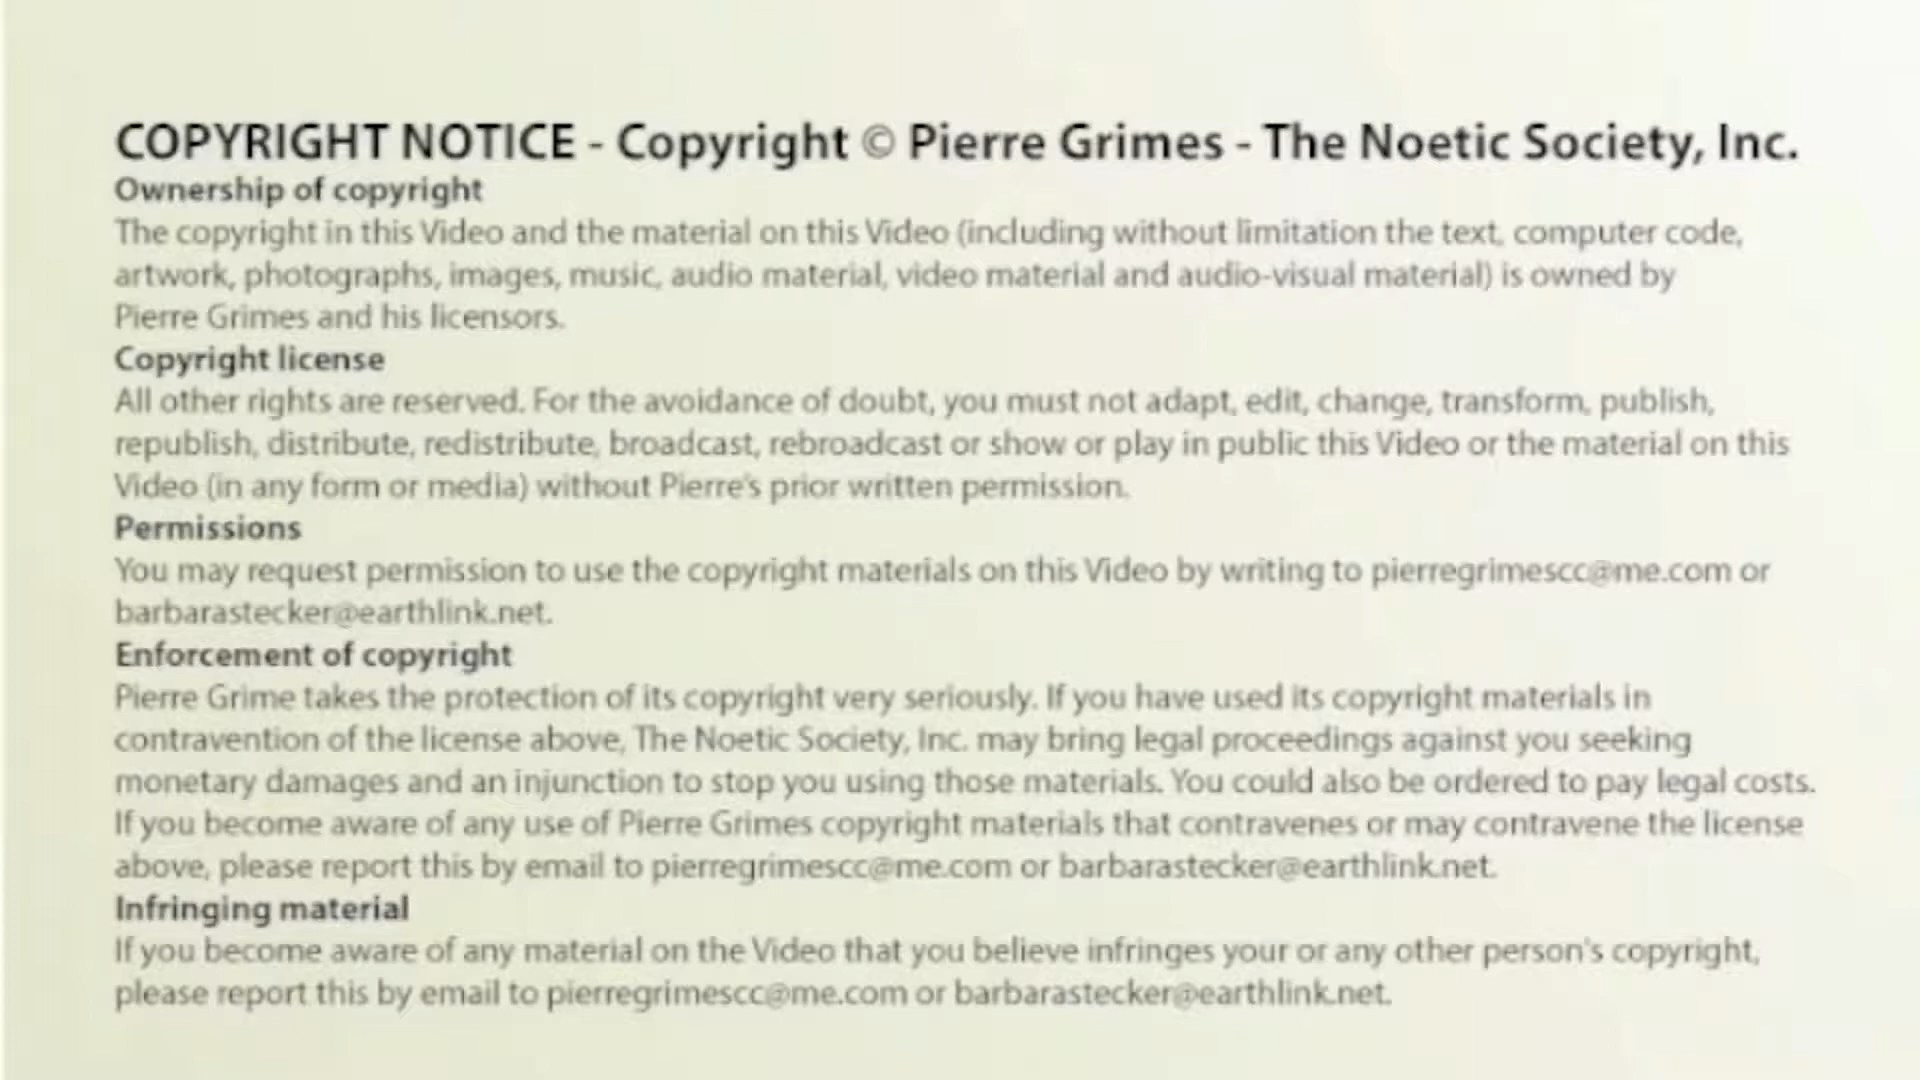 COPYRIGHT NOTICE - Copyright © Pierre Grimes - The Noetic Society, Inc.
Ownership of copyright
The copyright in this Video and the material on this Video (including without limitation the text, computer code,
artwork, photographs, images, music, audio material, video material and audio-visual material) is owned by
Pierre Grimes and his licensors.
Copyright license
All other rights are reserved. For the avoidance of doubt, you must not adapt, edit, change, transform, publish,
republish, distribute, redistribute, broadcast, rebroadcast or show or play in public this Video or the material on this
Video (in any form or media) without Pierre's prior written permission.
Permissions
You may request permission to use the copyright materials on this Video by writing to pierregrimescc@me.com or
barbarastecker@earthlink.net.
Enforcement of copyright
Pierre Grime takes the protection of its copyright very seriously. If you have used its copyright materials in
contravention of the license above, The Noetic Society, Inc. may bring legal proceedings against you seeking
monetary damages and an injunction to stop you using those materials. You could also be ordered to pay legal costs.
If you become aware of any use of Pierre Grimes copyright materials that contravenes or may contravene the license
above, please report this by email to pierregrimescc@me.com or barbarastecker@earthlink.net.
Infringing material
If you become aware of any material on the Video that you believe infringes your or any other person's copyright,
please report this by email to pierregrimescc@me.com or barbarastecker@earthlink.net.